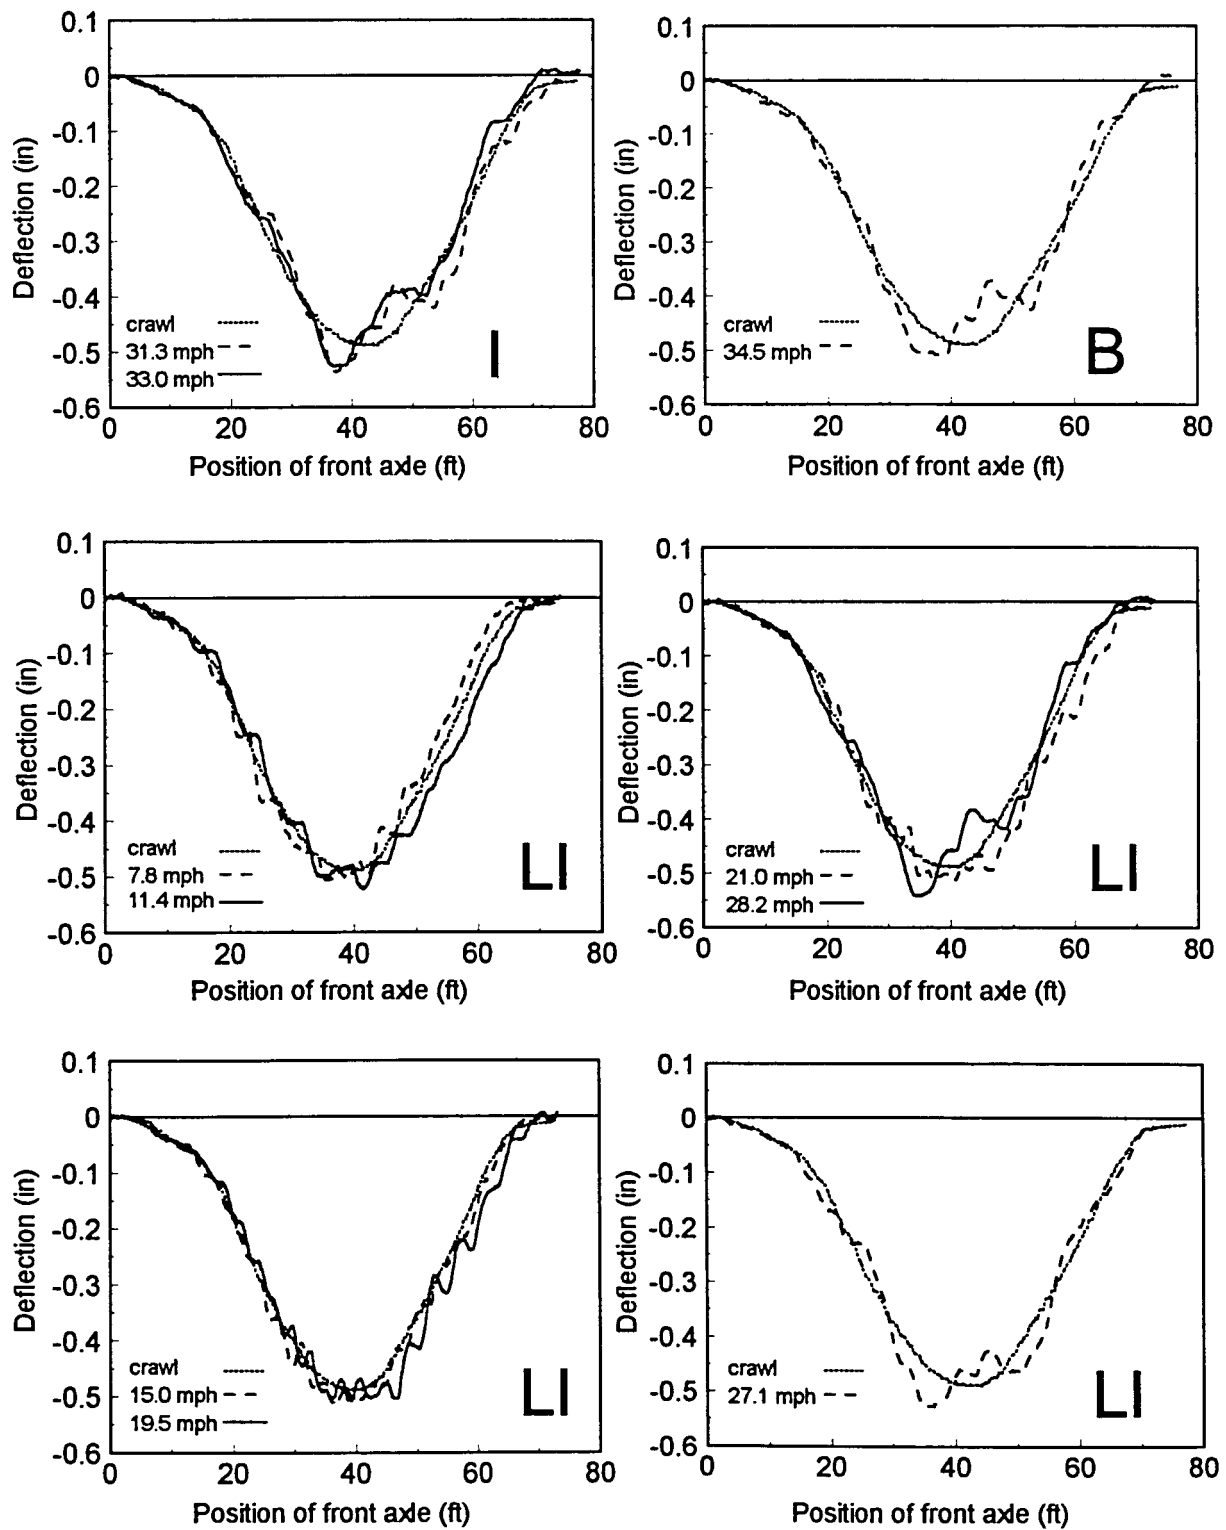 0.1
0
-0.1
-0.2
-0.3
-0.4
-0.5
-0.6
Deflection (in)
crawl
31.3 mph
33.0 mph
I
0 20 40 60 80
Position of front axle (ft)
0.1
0
-0.1
-0.2
-0.3
-0.4
-0.5
-0.6
Deflection (in)
crawl
34.5 mph
B
0 20 40 60 80
Position of front axle (ft)
0.1
0
-0.1
-0.2
-0.3
-0.4
-0.5
-0.6
Deflection (in)
crawl
7.8 mph
11.4 mph
LI
0 20 40 60 80
Position of front axle (ft)
0.1
0
-0.1
-0.2
-0.3
-0.4
-0.5
-0.6
Deflection (in)
crawl
21.0 mph
28.2 mph
LI
0 20 40 60 80
Position of front axle (ft)
0.1
0
-0.1
-0.2
-0.3
-0.4
-0.5
-0.6
Deflection (in)
crawl
15.0 mph
19.5 mph
LI
0 20 40 60 80
Position of front axle (ft)
0.1
0
-0.1
-0.2
-0.3
-0.4
-0.5
-0.6
Deflection (in)
crawl
27.1 mph
LI
0 20 40 60 80
Position of front axle (ft)